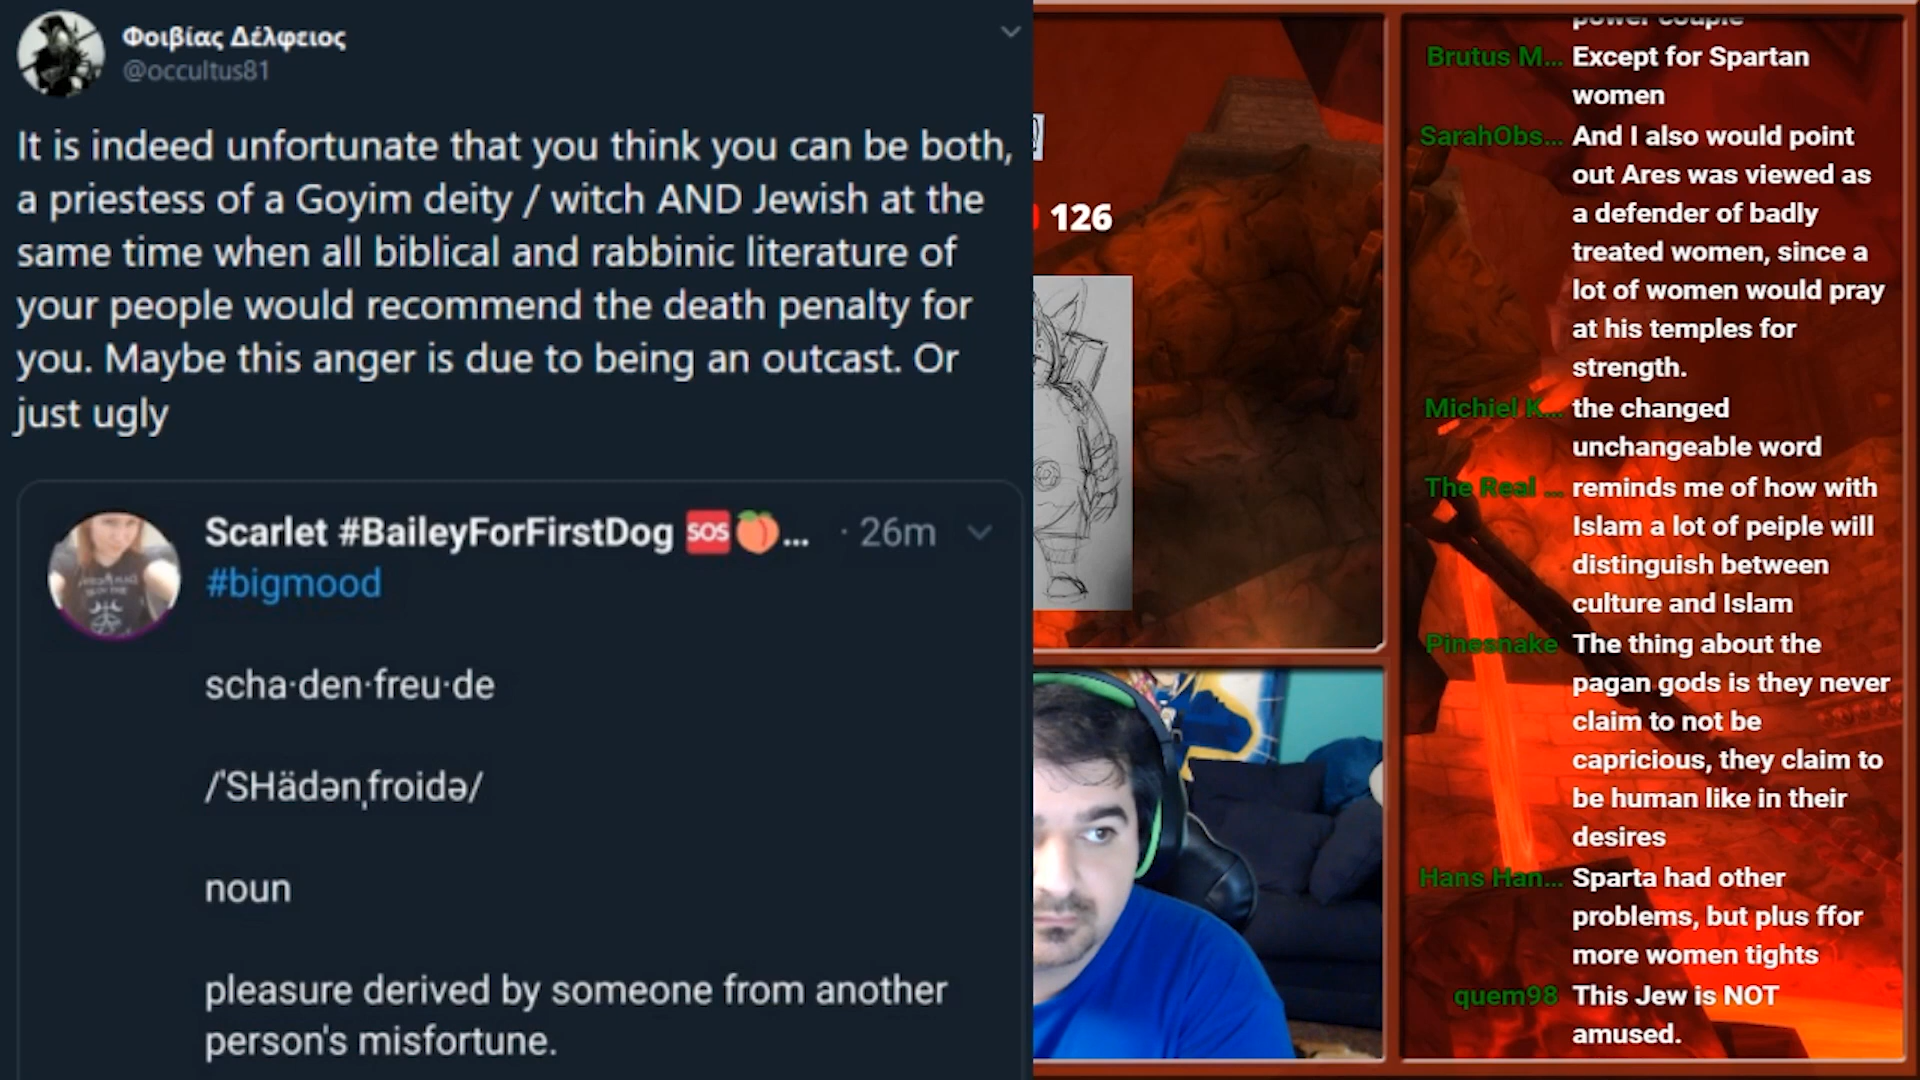 Φοιβίας Δέλφειος
@occultus81
It is indeed unfortunate that you think you can be both,
a priestess of a Goyim deity / witch AND Jewish at the
same time when all biblical and rabbinic literature of
your people would recommend the death penalty for
you. Maybe this anger is due to being an outcast. Or
just ugly
Scarlet #BaileyForFirstDog 🆘🍑... · 26m
#bigmood
scha·den·freu·de
/ˈSHädənˌfroidə/
noun
pleasure derived by someone from another
person's misfortune.
126
power couple
Brutus M... Except for Spartan
women
SarahObs... And I also would point
out Ares was viewed as
a defender of badly
treated women, since a
lot of women would pray
at his temples for
strength.
Michiel K... the changed
unchangeable word
The Real ... reminds me of how with
Islam a lot of peiple will
distinguish between
culture and Islam
Pinesnake The thing about the
pagan gods is they never
claim to not be
capricious, they claim to
be human like in their
desires
Hans Han... Sparta had other
problems, but plus ffor
more women tights
quem98 This Jew is NOT
amused.